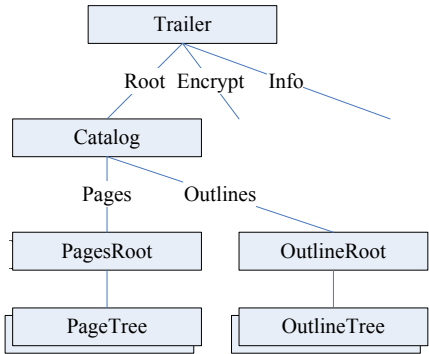 Trailer
Root Encrypt Info
Catalog
Pages Outlines
PagesRoot OutlineRoot
PageTree OutlineTree